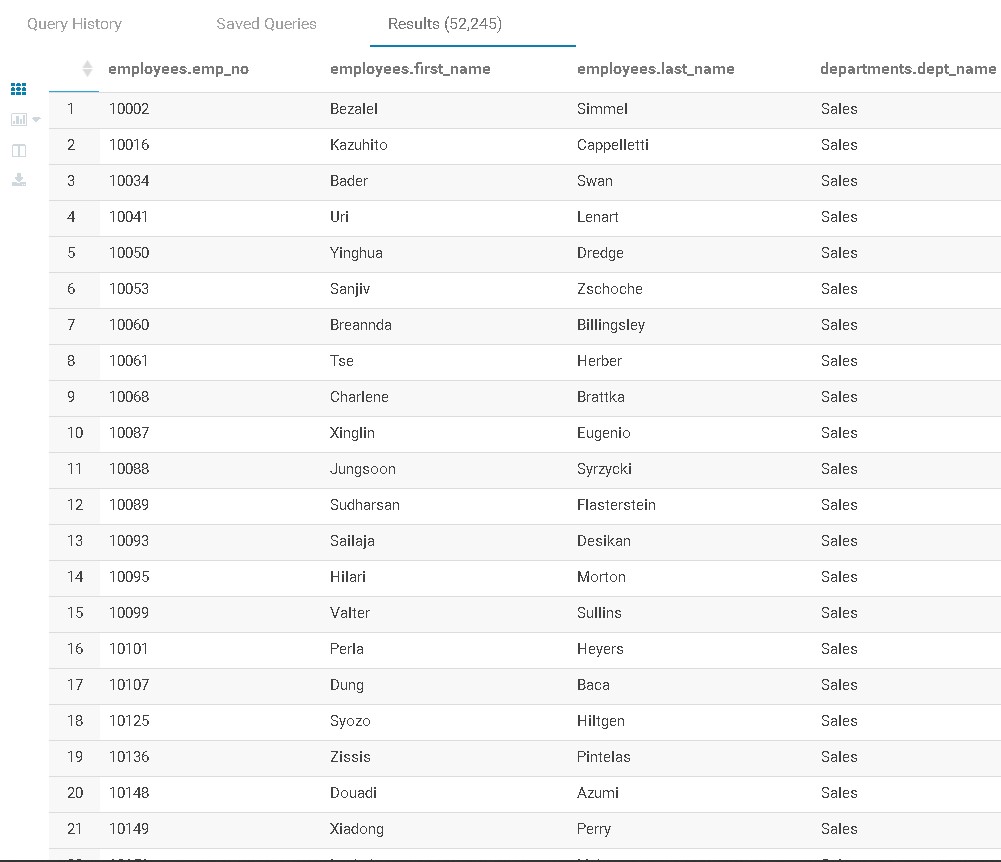 Query History Saved Queries Results (52,245)
employees.emp_no employees.first_name employees.last_name departments.dept_name
1 10002 Bezalel Simmel Sales
2 10016 Kazuhito Cappelletti Sales
3 10034 Bader Swan Sales
4 10041 Uri Lenart Sales
5 10050 Yinghua Dredge Sales
6 10053 Sanjiv Zschoche Sales
7 10060 Breannda Billingsley Sales
8 10061 Tse Herber Sales
9 10068 Charlene Brattka Sales
10 10087 Xinglin Eugenio Sales
11 10088 Jungsoon Syrzycki Sales
12 10089 Sudharsan Flasterstein Sales
13 10093 Sailaja Desikan Sales
14 10095 Hilari Morton Sales
15 10099 Valter Sullins Sales
16 10101 Perla Heyers Sales
17 10107 Dung Baca Sales
18 10125 Syozo Hiltgen Sales
19 10136 Zissis Pintelas Sales
20 10148 Douadi Azumi Sales
21 10149 Xiadong Perry Sales